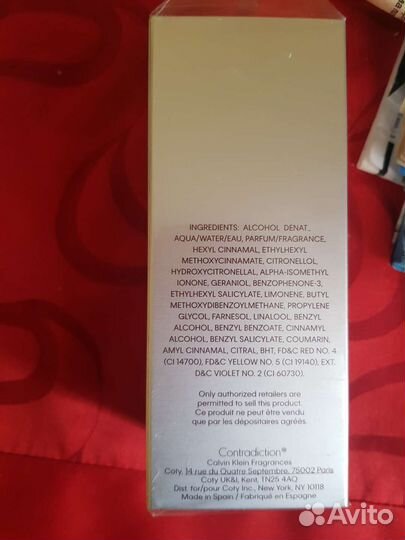 INGREDIENTS: ALCOHOL DENAT.,
AQUA/WATER/EAU, PARFUM/FRAGRANCE,
HEXYL CINNAMAL, ETHYLHEXYL
METHOXYCINNAMATE, CITRONELLOL,
HYDROXYCITRONELLAL, ALPHA-ISOMETHYL
IONONE, GERANIOL, BENZOPHENONE-3,
ETHYLHEXYL SALICYLATE, LIMONENE, BUTYL
METHOXYDIBENZOYLMETHANE, PROPYLENE
GLYCOL, FARNESOL, LINALOOL, BENZYL
ALCOHOL, BENZYL BENZOATE, CINNAMYL
ALCOHOL, BENZYL SALICYLATE, COUMARIN,
AMYL CINNAMAL, CITRAL, BHT, FD&C RED NO. 4
(CI 14700), FD&C YELLOW NO. 5 (CI 19140), EXT.
D&C VIOLET NO. 2 (CI 60730).
Only authorized retailers are
permitted to sell this product.
Ce produit ne peut être vendu
que par les dépositaires agréés.
Contradiction®
Calvin Klein Fragrances
Coty, 14 rue du Quatre Septembre, 75002 Paris
Coty UK&I, Kent, TN25 4AQ
Dist. for/pour Coty Inc., New York, NY 10118
Made in Spain / Fabriqué en Espagne
Avito